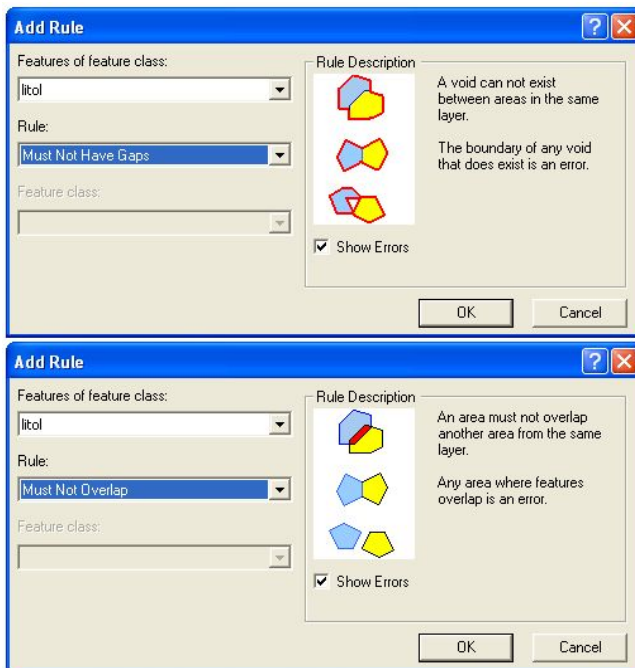 Add Rule
Features of feature class:
litol
Rule:
Must Not Have Gaps
Feature class:
Rule Description
A void can not exist
between areas in the same
layer.
The boundary of any void
that does exist is an error.
Show Errors
OK
Cancel
Add Rule
Features of feature class:
litol
Rule:
Must Not Overlap
Feature class:
Rule Description
An area must not overlap
another area from the same
layer.
Any area where features
overlap is an error.
Show Errors
OK
Cancel